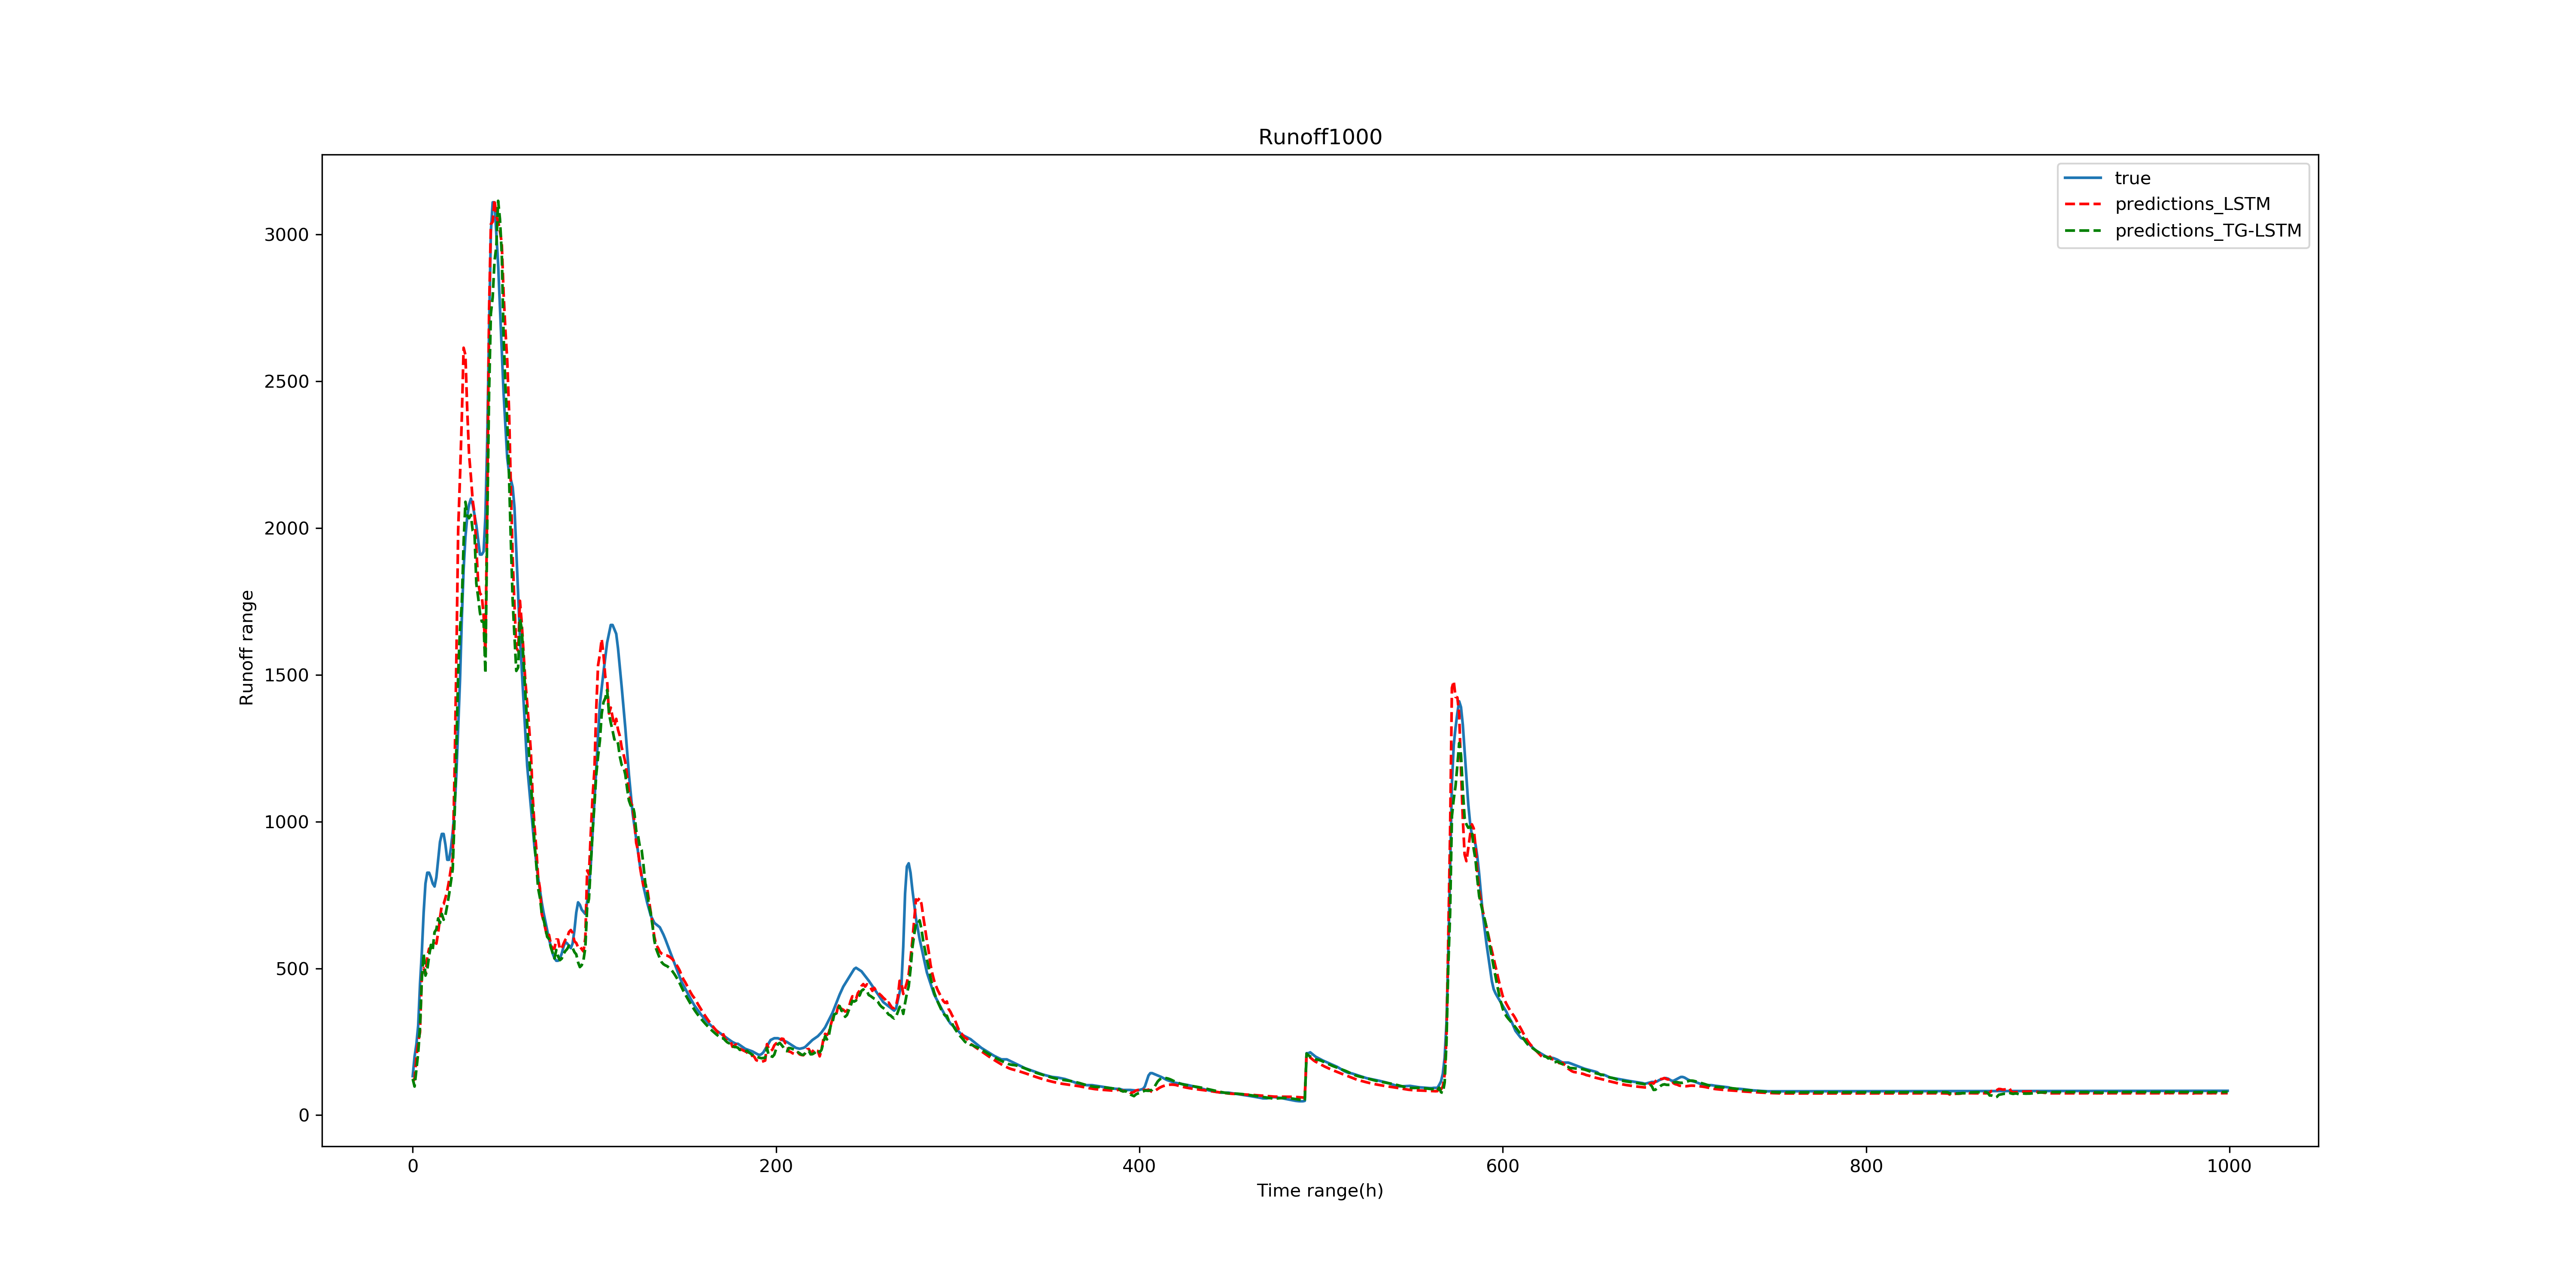 Runoff1000
true
predictions_LSTM
predictions_TG-LSTM
3000
2500
2000
1500
1000
500
0
Runoff range
0 200 400 600 800 1000
Time range(h)